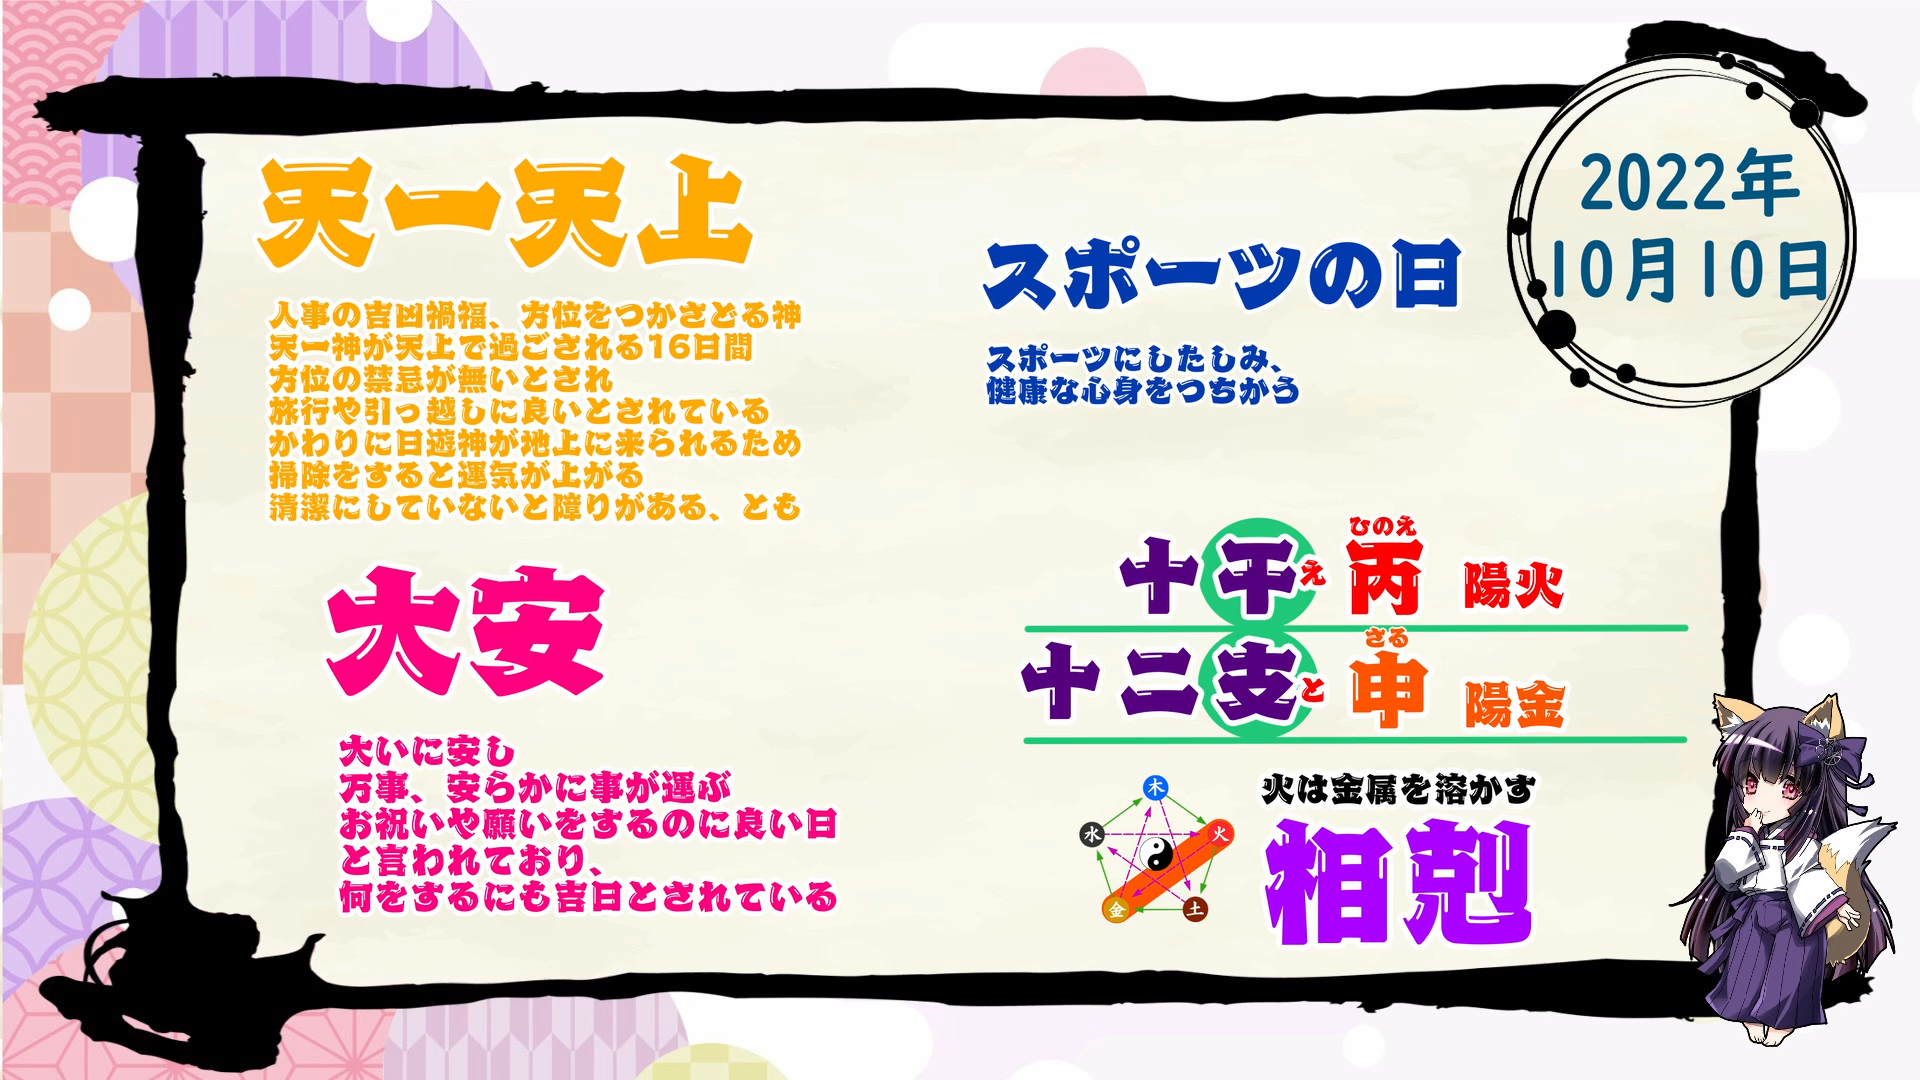 天一天上
人事の吉凶禍福、方位をつかさどる神
天一神が天上で過ごされる16日間
方位の禁忌が無いとされ
旅行や引っ越しに良いとされている
かわりに日遊神が地上に来られるため
掃除をすると運気が上がる
清潔にしていないと障りがある、とも
大安
大いに安し
万事、安らかに事が運ぶ
お祝いや願いをするのに良い日
と言われており、
何をするにも吉日とされている
スポーツの日
スポーツにしたしみ、
健康な心身をつちかう
2022年
10月10日
ひのえ
十干え 丙 陽火
さる
十二支と 申 陽金
火は金属を溶かす
相剋
木
水
火
金
土